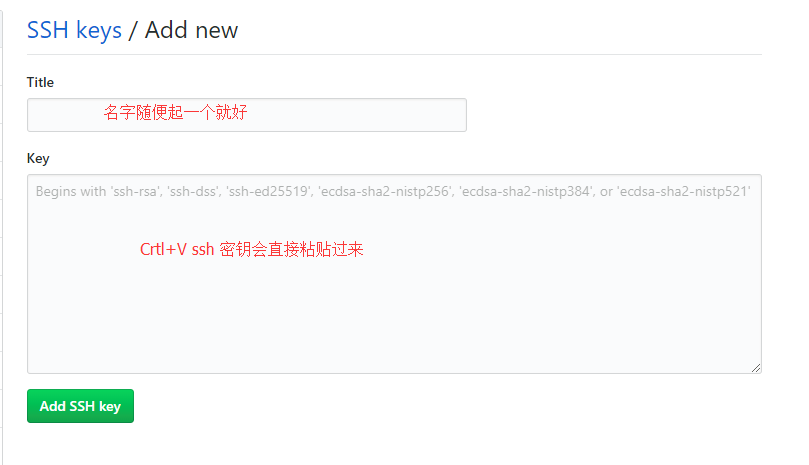 SSH keys / Add new
Title
名字随便起一个就好
Key
Begins with 'ssh-rsa', 'ssh-dss', 'ssh-ed25519', 'ecdsa-sha2-nistp256', 'ecdsa-sha2-nistp384', or 'ecdsa-sha2-nistp521'
Crtl+V ssh 密钥会直接粘贴过来
Add SSH key